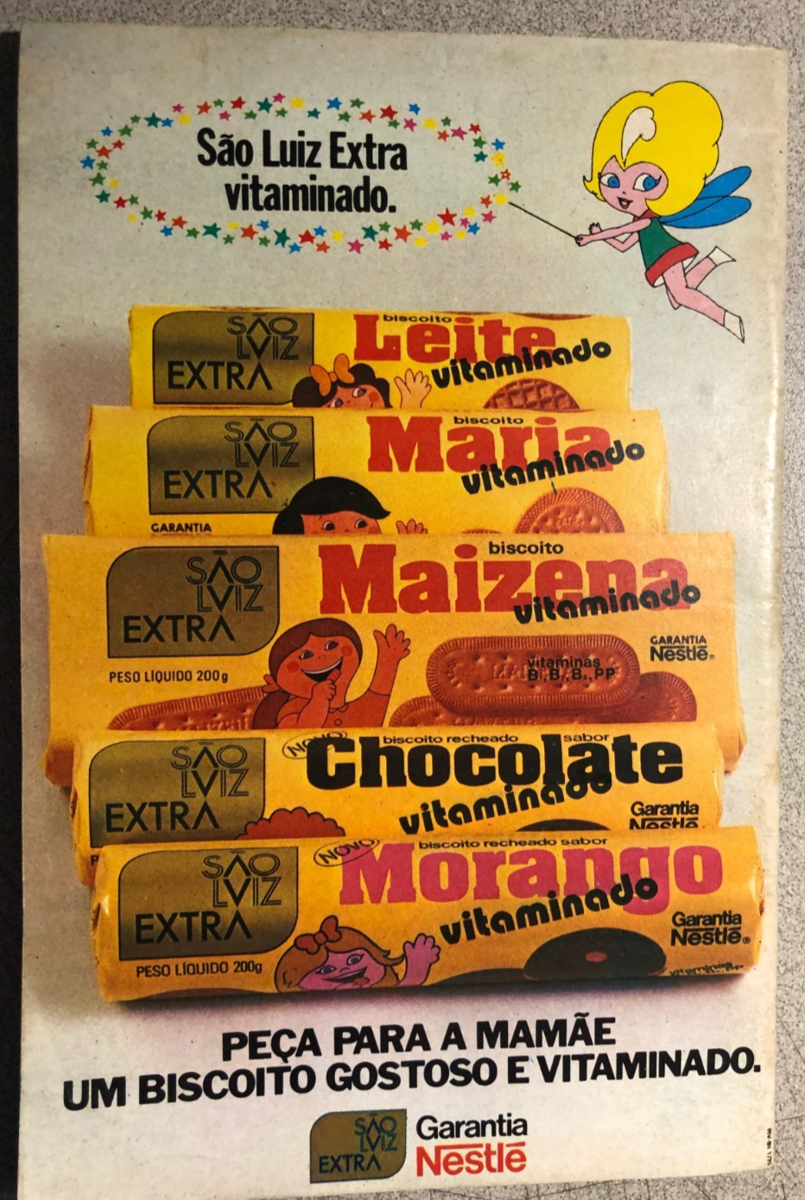 São Luiz Extra
vitaminado.
SÃO
LVIZ
EXTRA
biscoito
Leite
vitaminado
SÃO
LVIZ
EXTRA
biscoito
Maria
vitaminado
GARANTIA
SÃO
LVIZ
EXTRA
biscoito
Maizena
vitaminado
PESO LÍQUIDO 200g
vitaminas
GARANTIA
Nestlé®
SÃO
LVIZ
EXTRA
NOVO
biscoito recheado sabor
Chocolate
vitaminado
Garantia
Nestlé
SÃO
LVIZ
EXTRA
NOVO
biscoito recheado sabor
Morango
vitaminado
PESO LÍQUIDO 200g
Garantia
Nestlé®
PEÇA PARA A MAMÃE
UM BISCOITO GOSTOSO E VITAMINADO.
SÃO
LVIZ
EXTRA
Garantia
Nestlé